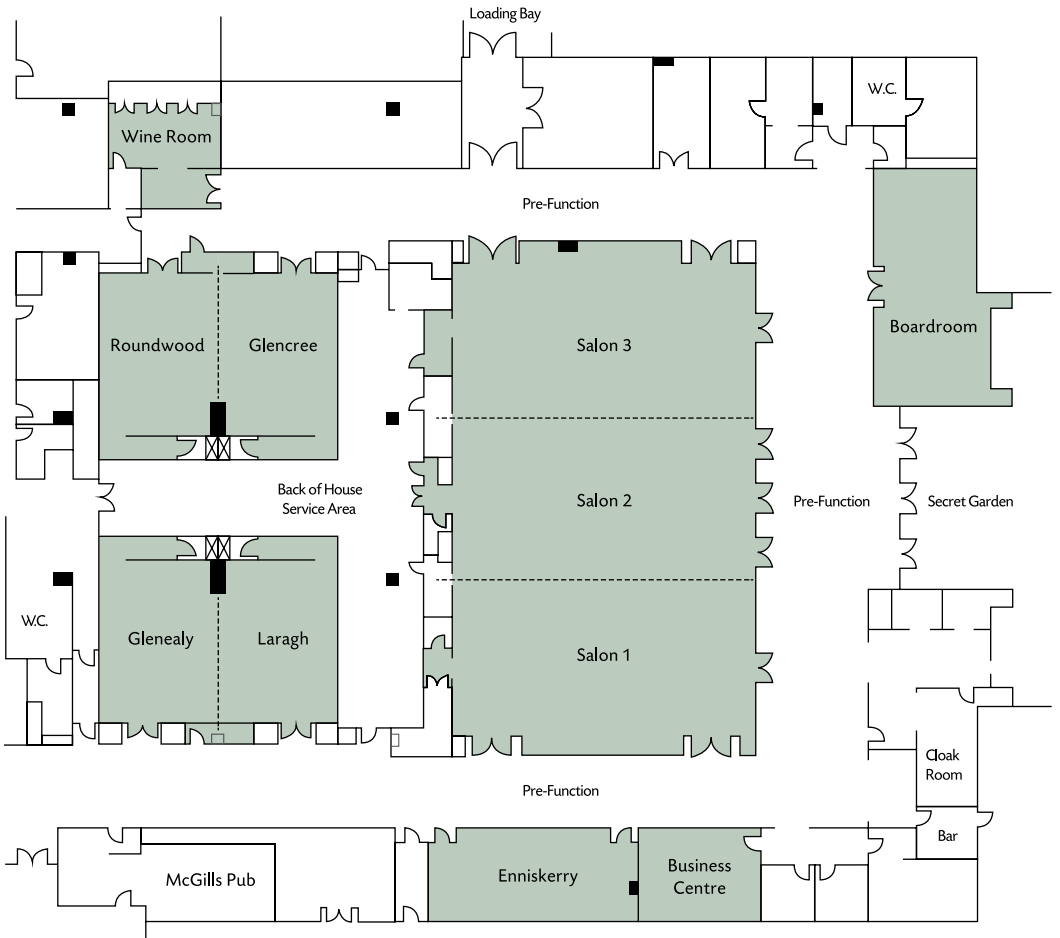 Loading Bay
W.C.
Wine Room
Pre-Function
Boardroom
Roundwood
Glencree
Salon 3
Back of House
Service Area
Salon 2
Pre-Function
Secret Garden
W.C.
Glenealy
Laragh
Salon 1
Cloak
Room
Pre-Function
Bar
McGills Pub
Enniskerry
Business
Centre